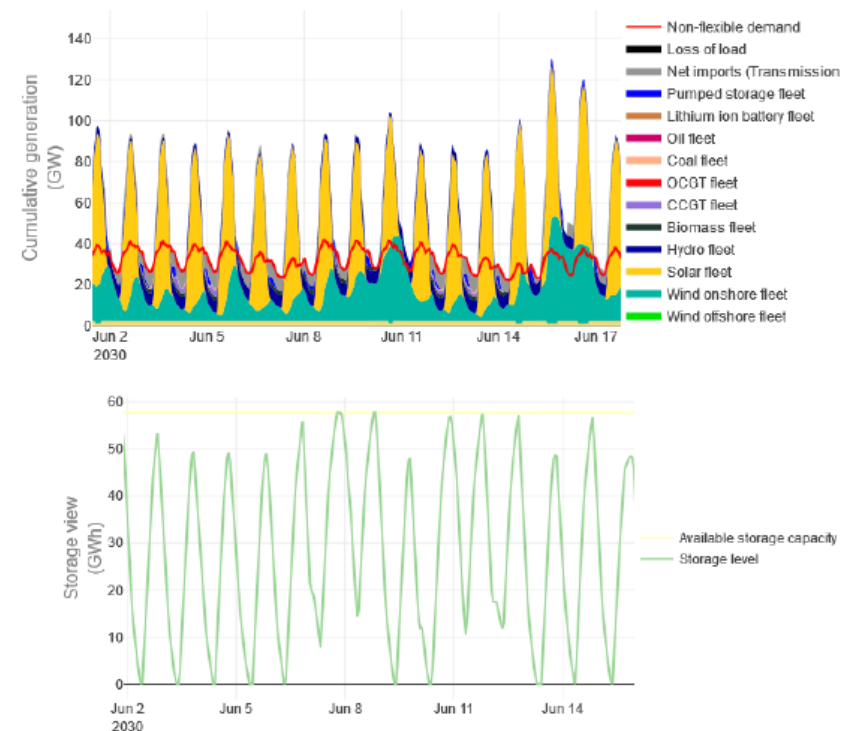 Cumulative generation
(GW)
140
120
100
80
60
40
20
0
Jun 2
2030
Jun 5
Jun 8
Jun 11
Jun 14
Jun 17
Non-flexible demand
Loss of load
Net imports (Transmission
Pumped storage fleet
Lithium ion battery fleet
Oil fleet
Coal fleet
OCGT fleet
CCGT fleet
Biomass fleet
Hydro fleet
Solar fleet
Wind onshore fleet
Wind offshore fleet
Storage view
(GWh)
60
50
40
30
20
10
0
Jun 2
2030
Jun 5
Jun 8
Jun 11
Jun 14
Available storage capacity
Storage level